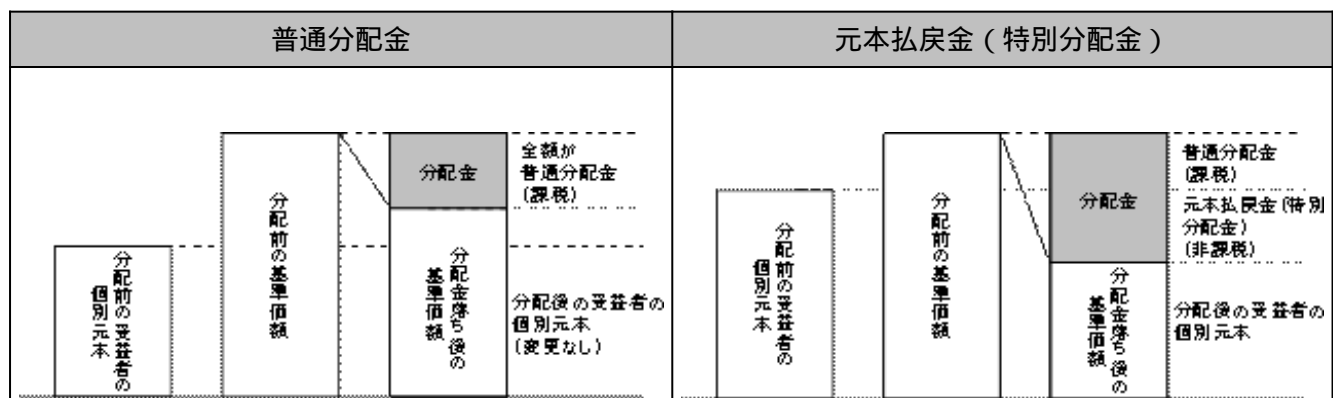 普通分配金
元本払戻金（特別分配金）
分配前の受益者の
個別元本
分配前の基準価額
分配金
分配金落ち後の
基準価額
全額が
普通分配金
(課税)
分配後の受益者の
個別元本
(変更なし)
分配前の受益者の
個別元本
分配前の基準価額
分配金
分配金落ち後の
基準価額
普通分配金
(課税)
元本払戻金(特別
分配金)
(非課税)
分配後の受益者の
個別元本